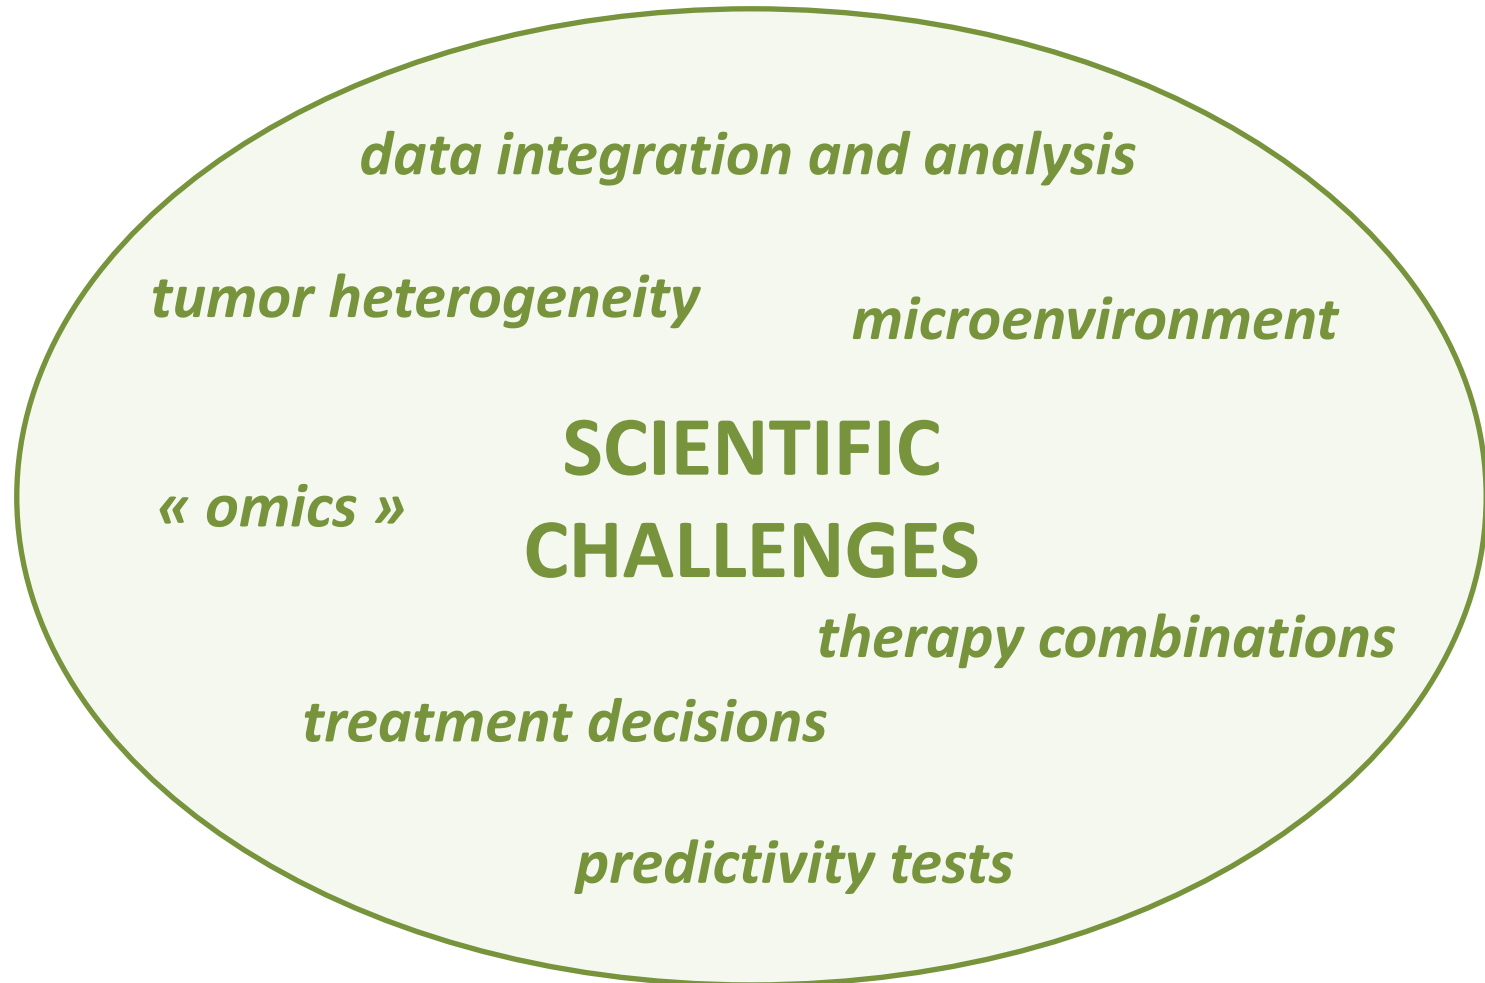 data integration and analysis
tumor heterogeneity
microenvironment
SCIENTIFIC
CHALLENGES
« omics »
therapy combinations
treatment decisions
predictivity tests